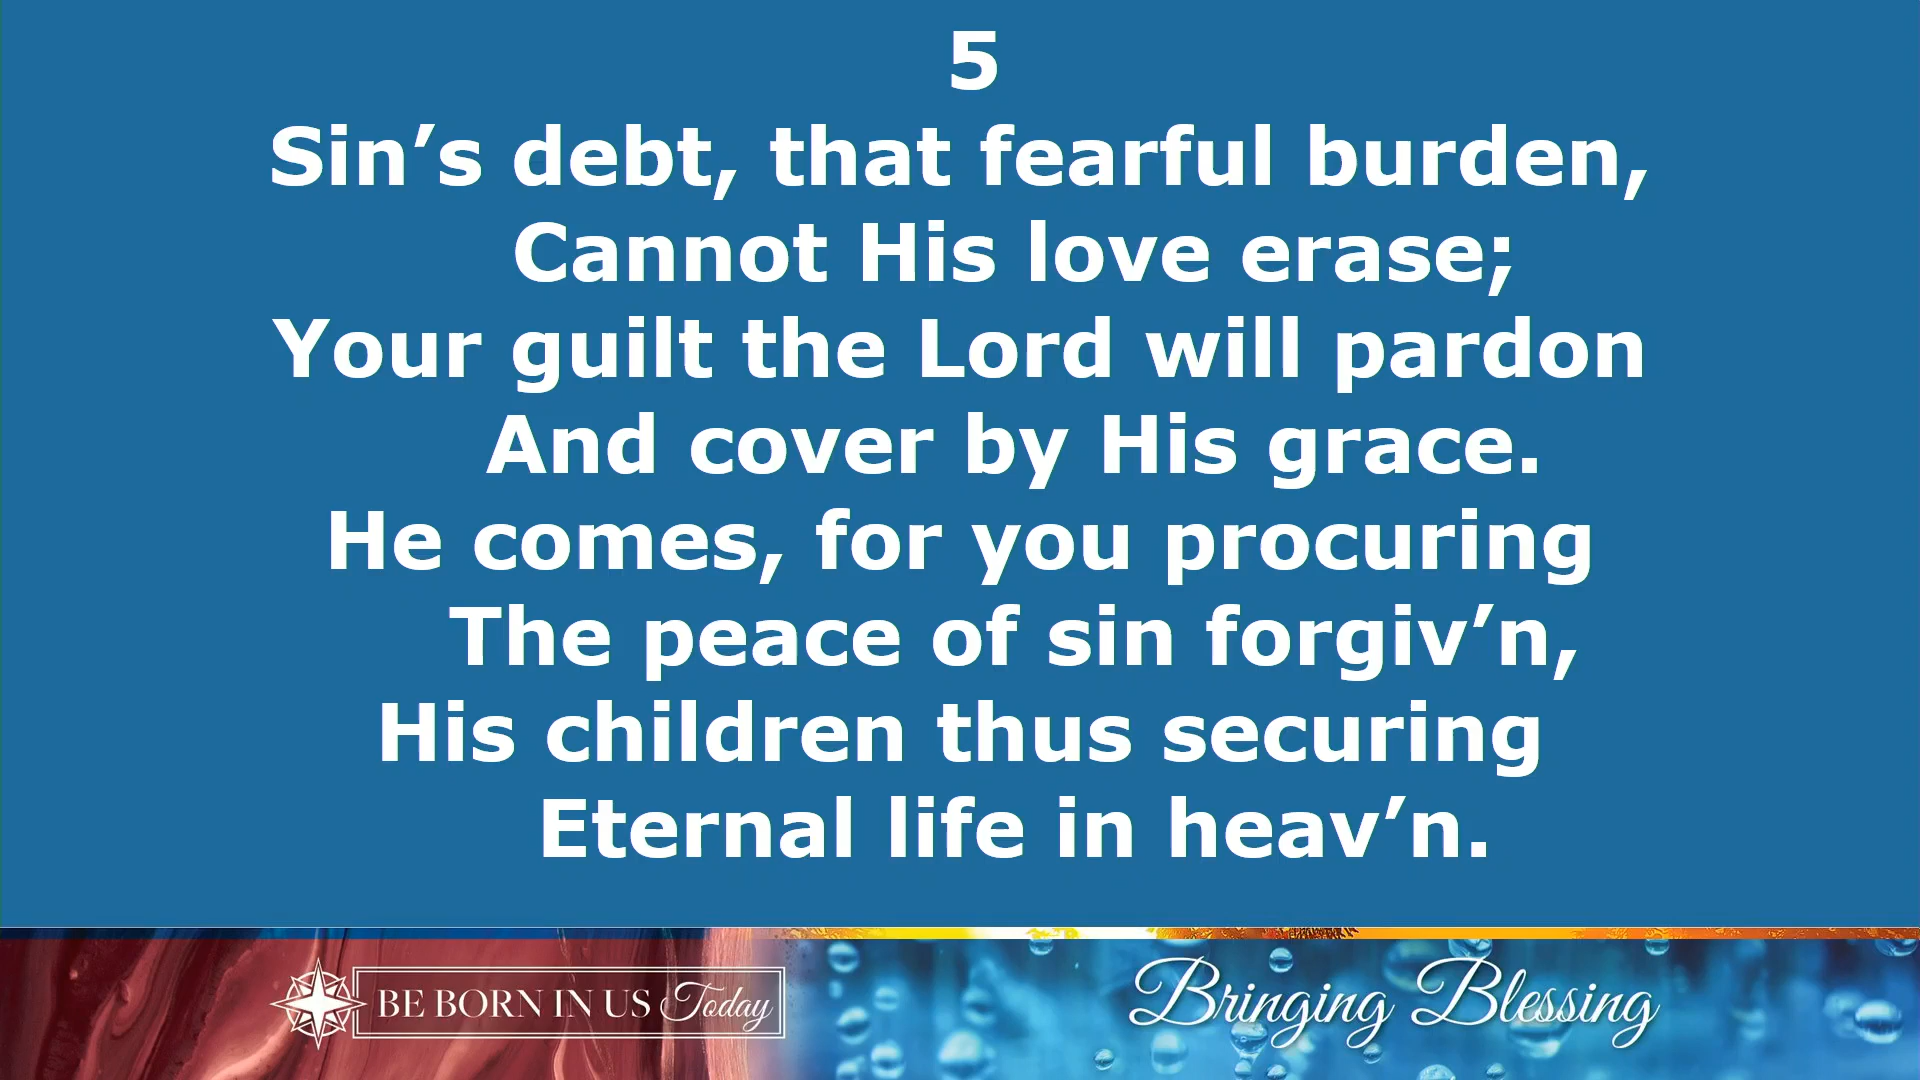 5
Sin’s debt, that fearful burden,
Cannot His love erase;
Your guilt the Lord will pardon
And cover by His grace.
He comes, for you procuring
The peace of sin forgiv’n,
His children thus securing
Eternal life in heav’n.
BE BORN IN US Today
Bringing Blessing